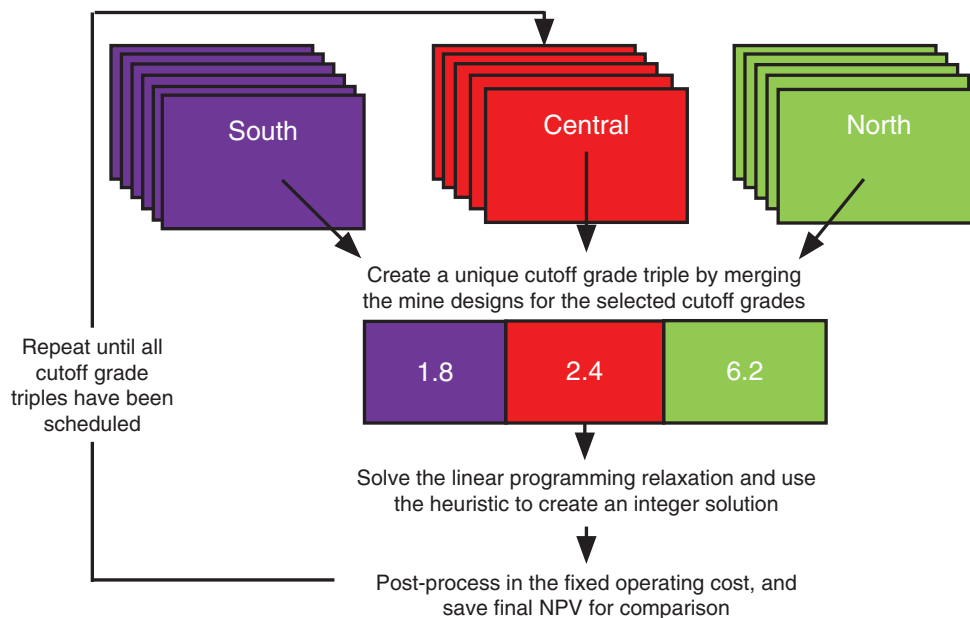 South
Central
North
Create a unique cutoff grade triple by merging
the mine designs for the selected cutoff grades
1.8
2.4
6.2
Repeat until all
cutoff grade
triples have been
scheduled
Solve the linear programming relaxation and use
the heuristic to create an integer solution
Post-process in the fixed operating cost, and
save final NPV for comparison